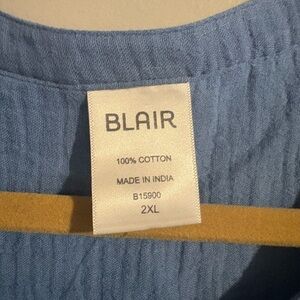 BLAIR
100% COTTON
MADE IN INDIA
B15900
2XL